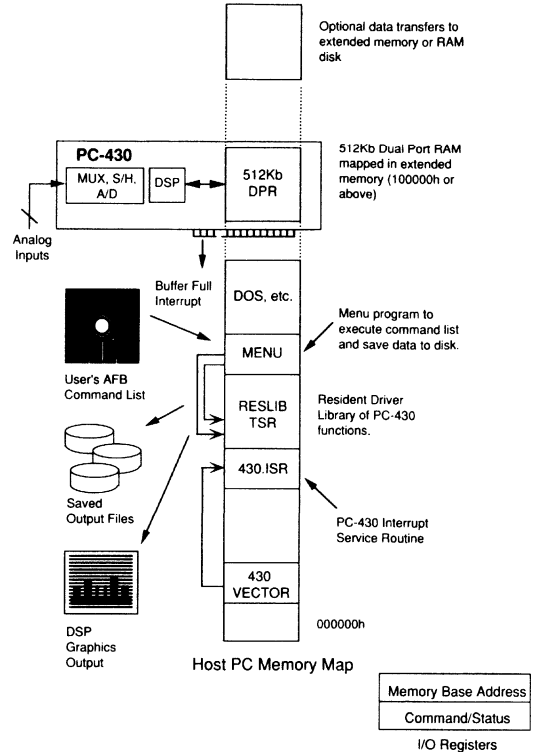 Optional data transfers to
extended memory or RAM
disk
PC-430
MUX, S/H,
A/D
DSP
512Kb
DPR
512Kb Dual Port RAM
mapped in extended
memory (100000h or
above)
Analog
Inputs
Buffer Full
Interrupt
DOS, etc.
Menu program to
execute command list
and save data to disk.
MENU
User's AFB
Command List
RESLIB
TSR
Resident Driver
Library of PC-430
functions.
430.ISR
Saved
Output Files
PC-430 Interrupt
Service Routine
430
VECTOR
DSP
Graphics
Output
000000h
Host PC Memory Map
Memory Base Address
Command/Status
I/O Registers